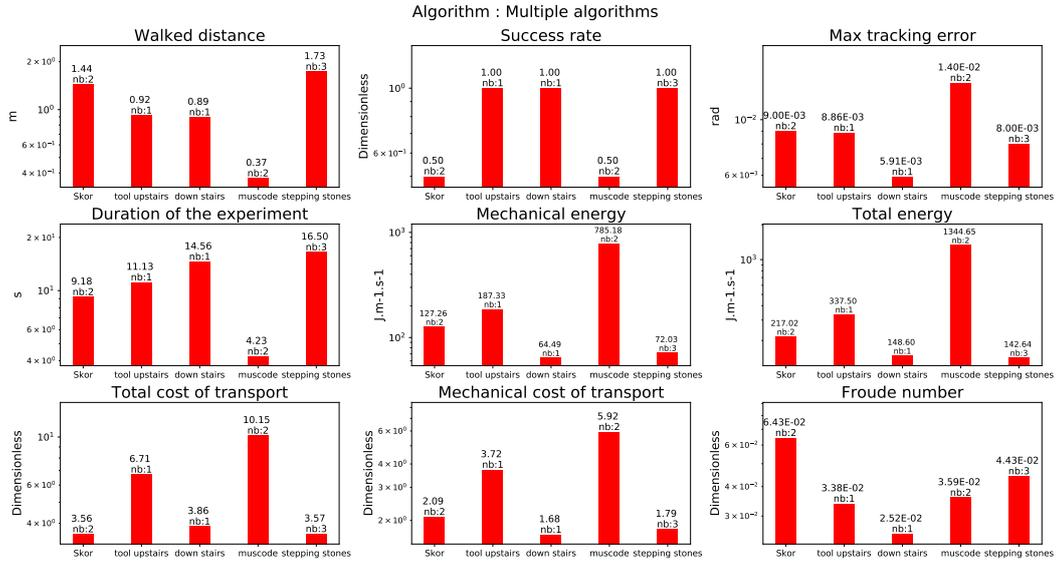 Algorithm : Multiple algorithms
Walked distance
m
2 × 10⁰
10⁰
6 × 10⁻¹
4 × 10⁻¹
1.44
nb:2
0.92
nb:1
0.89
nb:1
0.37
nb:2
1.73
nb:3
Skor tool upstairs down stairs muscode stepping stones
Success rate
Dimensionless
10⁰
6 × 10⁻¹
0.50
nb:2
1.00
nb:1
1.00
nb:1
0.50
nb:2
1.00
nb:3
Skor tool upstairs down stairs muscode stepping stones
Max tracking error
rad
10⁻²
9.00E-03
nb:2
8.86E-03
nb:1
5.91E-03
nb:1
1.40E-02
nb:2
8.00E-03
nb:3
Skor tool upstairs down stairs muscode stepping stones
Duration of the experiment
s
2 × 10¹
10¹
6 × 10⁰
4 × 10⁰
9.18
nb:2
11.13
nb:1
14.56
nb:1
4.23
nb:2
16.50
nb:3
Skor tool upstairs down stairs muscode stepping stones
Mechanical energy
J.m-1.s-1
10³
10²
127.26
nb:2
187.33
nb:1
64.49
nb:1
785.18
nb:2
72.03
nb:3
Skor tool upstairs down stairs muscode stepping stones
Total energy
J.m-1.s-1
10³
217.02
nb:2
337.50
nb:1
148.60
nb:1
1344.65
nb:2
142.64
nb:3
Skor tool upstairs down stairs muscode stepping stones
Total cost of transport
Dimensionless
10¹
6 × 10⁰
4 × 10⁰
3.56
nb:2
6.71
nb:1
3.86
nb:1
10.15
nb:2
3.57
nb:3
Skor tool upstairs down stairs muscode stepping stones
Mechanical cost of transport
Dimensionless
6 × 10⁰
4 × 10⁰
3 × 10⁰
2 × 10⁰
2.09
nb:2
3.72
nb:1
1.68
nb:1
5.92
nb:2
1.79
nb:3
Skor tool upstairs down stairs muscode stepping stones
Froude number
Dimensionless
6 × 10⁻²
4 × 10⁻²
3 × 10⁻²
6.43E-02
nb:2
3.38E-02
nb:1
2.52E-02
nb:1
3.59E-02
nb:2
4.43E-02
nb:3
Skor tool upstairs down stairs muscode stepping stones